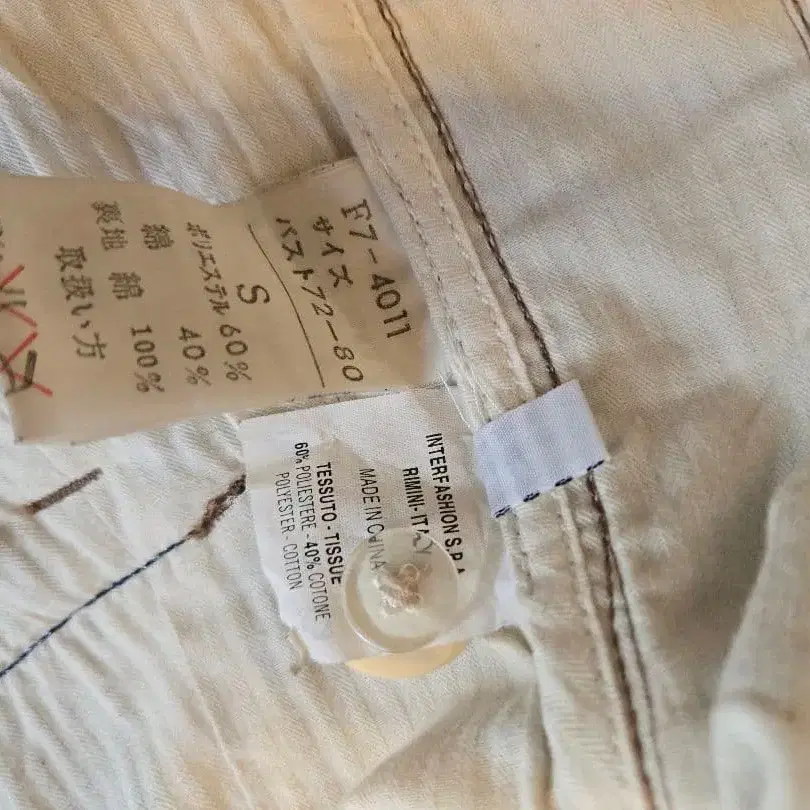 F7-4011
サイズ
バスト72-80
S
ポリエステル 60%
綿 40%
裏地 綿 100%
取扱い方
INTERFASHION S.P.A.
RIMINI-ITALY
MADE IN CHINA
TESSUTO-TISSUE
60% POLIESTERE-40% COTONE
POLYESTER-COTTON